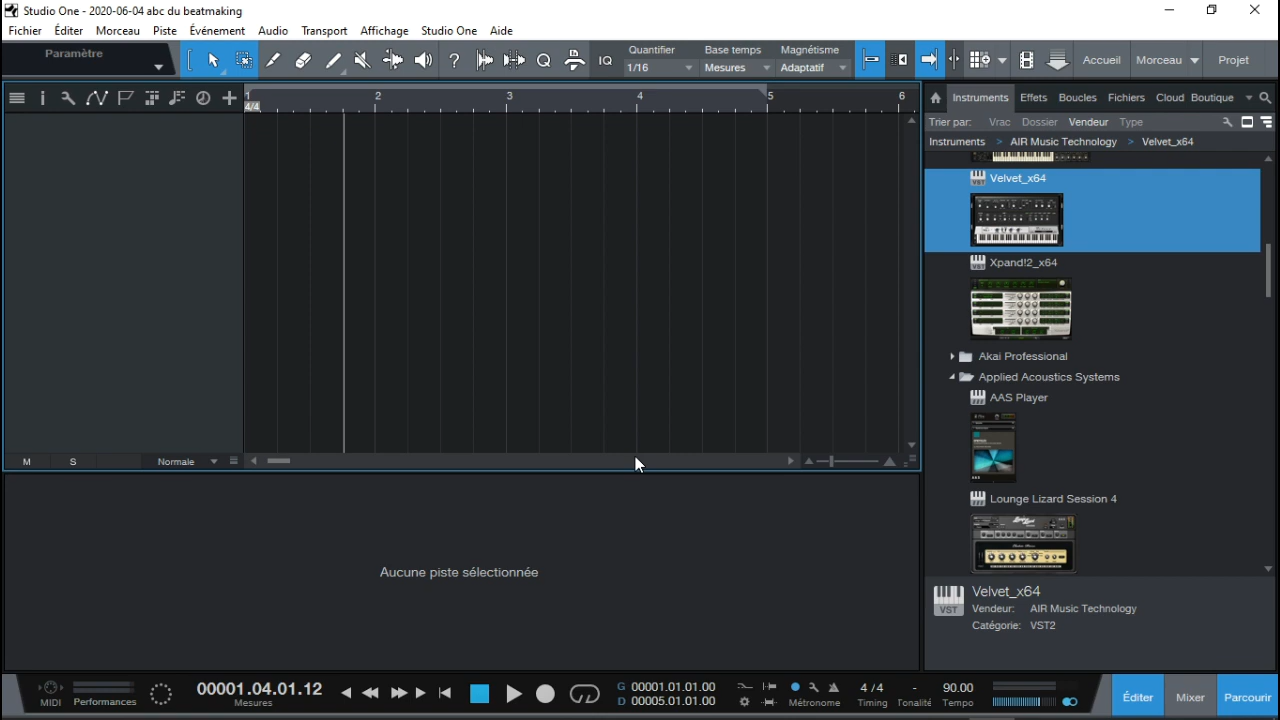 Studio One - 2020-06-04 abc du beatmaking
Fichier Éditer Morceau Piste Événement Audio Transport Affichage Studio One Aide
Paramètre
? IQ
Quantifier Base temps Magnétisme
1/16 Mesures Adaptatif
Accueil Morceau Projet
1 2 3 4 5 6
4/4
Instruments Effets Boucles Fichiers Cloud Boutique
Trier par: Vrac Dossier Vendeur Type
Instruments > AIR Music Technology > Velvet_x64
Velvet_x64
VST
Xpand!2_x64
VST
Akai Professional
Applied Acoustics Systems
AAS Player
Lounge Lizard Session 4
M S Normale
Aucune piste sélectionnée
Velvet_x64
VST
Vendeur: AIR Music Technology
Catégorie: VST2
MIDI Performances
00001.04.01.12
Mesures
G 00001.01.01.00
D 00005.01.01.00
Métronome
4 / 4
Timing
-
Tonalité
90.00
Tempo
Éditer Mixer Parcourir